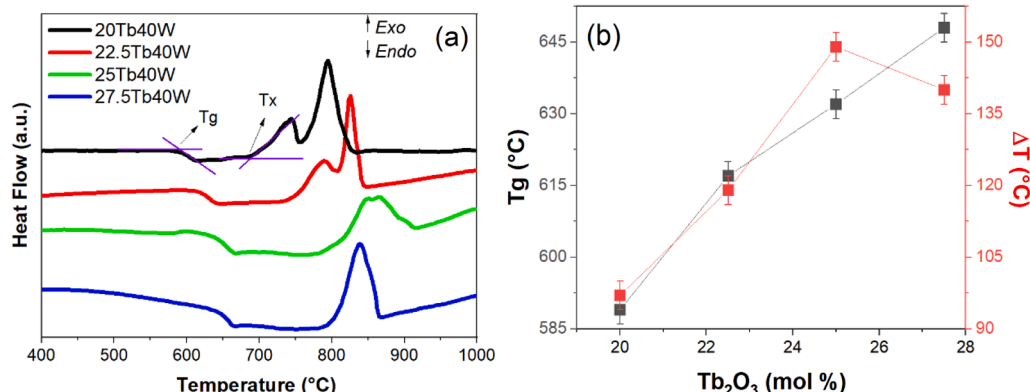 (a)
Exo
Endo
20Tb40W
22.5Tb40W
25Tb40W
27.5Tb40W
Tg
Tx
Heat Flow (a.u.)
400 500 600 700 800 900 1000
Temperature (°C)
(b)
645
630
615
600
585
Tg (°C)
150
135
120
105
90
ΔT (°C)
20 22 24 26 28
Tb₂O₃ (mol %)